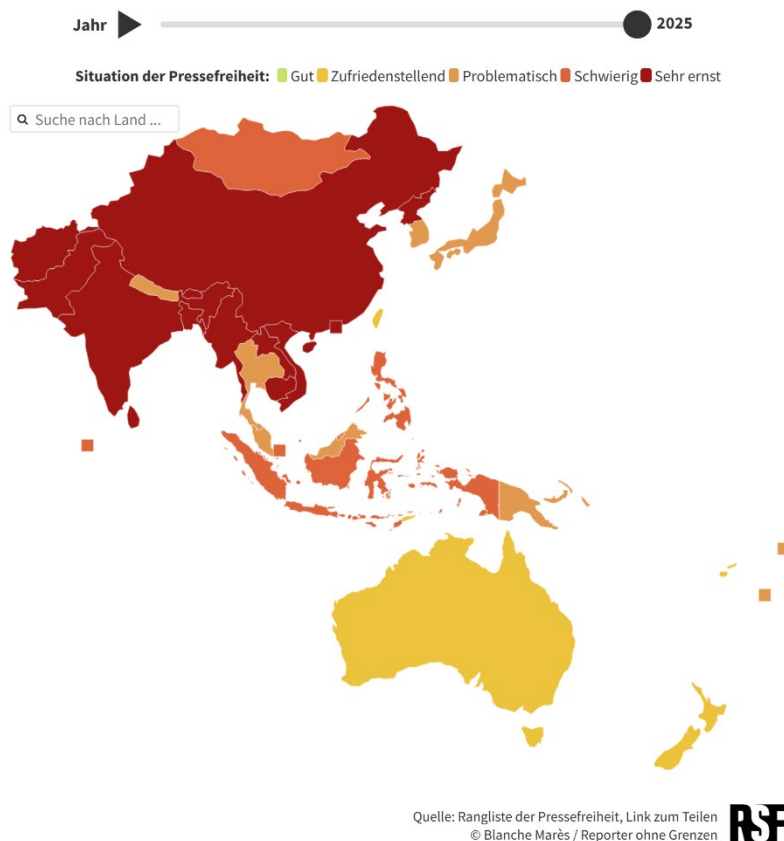 Jahr
2025
Situation der Pressefreiheit: Gut Zufriedenstellend Problematisch Schwierig Sehr ernst
Suche nach Land ...
Quelle: Rangliste der Pressefreiheit, Link zum Teilen
© Blanche Marès / Reporter ohne Grenzen
RSF